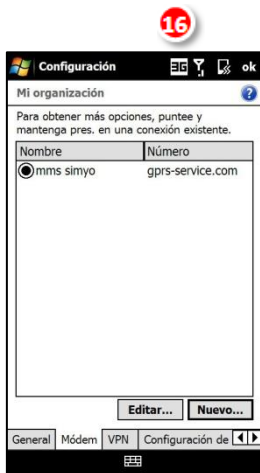 16
Configuración 3G ok
Mi organización ?
Para obtener más opciones, puntee y
mantenga pres. en una conexión existente.
Nombre Número
mms simyo gprs-service.com
Editar... Nuevo...
General Módem VPN Configuración de